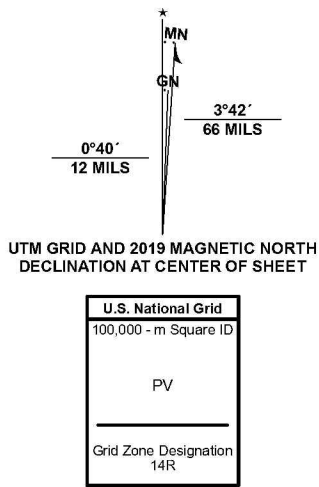 ★
MN
GN
3°42´
66 MILS
0°40´
12 MILS
UTM GRID AND 2019 MAGNETIC NORTH
DECLINATION AT CENTER OF SHEET
U.S. National Grid
100,000 - m Square ID
PV
Grid Zone Designation
14R